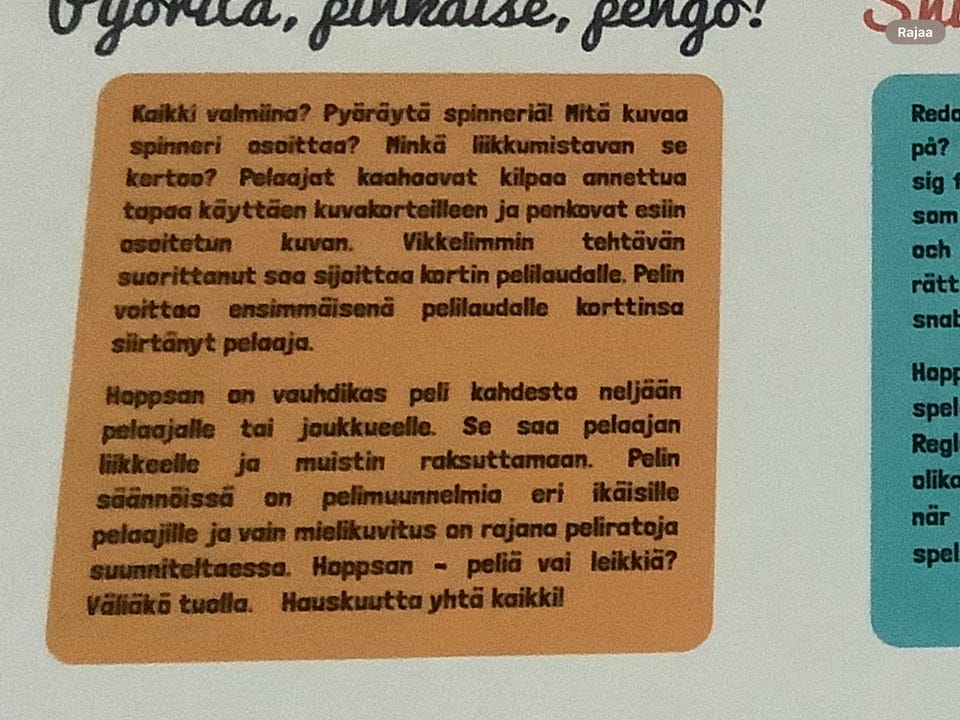 Pyöritä, pinkaise, pengo!
Rajaa
Kaikki valmiina? Pyöräytä spinneriä! Mitä kuvaa
spinneri osoittaa? Minkä liikkumistavan se
kertoo? Pelaajat kaahaavat kilpaa annettua
tapaa käyttäen kuvakorteilleen ja penkovat esiin
osoitetun kuvan. Vikkelimmin tehtävän
suorittanut saa sijoittaa kortin pelilaudalle. Pelin
voittaa ensimmäisenä pelilaudalle korttinsa
siirtänyt pelaaja.
Hoppsan on vauhdikas peli kahdesta neljään
pelaajalle tai joukkueelle. Se saa pelaajan
liikkeelle ja muistin raksuttamaan. Pelin
säännöissä on pelimuunnelmia eri ikäisille
pelaajille ja vain mielikuvitus on rajana peliratoja
suunniteltaessa. Hoppsan - peliä vai leikkiä?
Väliäkö tuolla. Hauskuutta yhtä kaikki!
på?
sig f
som
och
rätt
snab
Hopp
spel
Regl
olika
när
spel